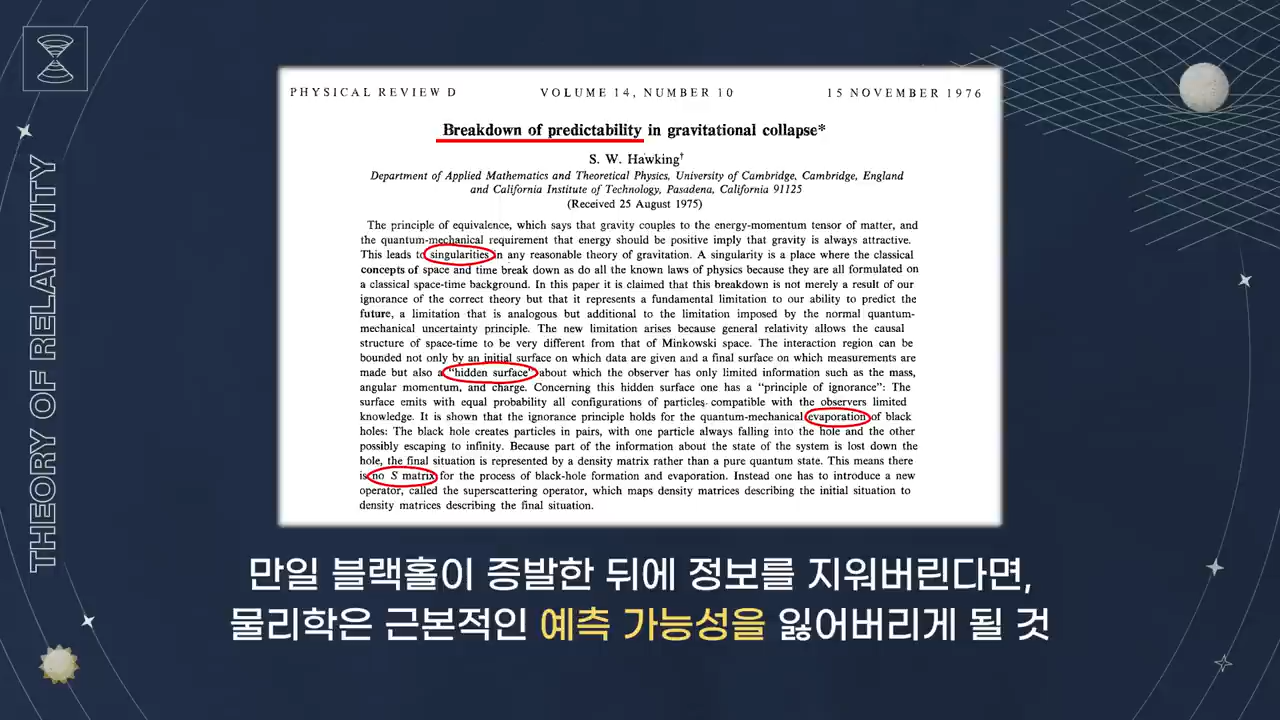 THEORY OF RELATIVITY
PHYSICAL REVIEW D VOLUME 14, NUMBER 10 15 NOVEMBER 1976
Breakdown of predictability in gravitational collapse*
S. W. Hawking†
Department of Applied Mathematics and Theoretical Physics, University of Cambridge, Cambridge, England
and California Institute of Technology, Pasadena, California 91125
(Received 25 August 1975)
The principle of equivalence, which says that gravity couples to the energy-momentum tensor of matter, and
the quantum-mechanical requirement that energy should be positive imply that gravity is always attractive.
This leads to singularities in any reasonable theory of gravitation. A singularity is a place where the classical
concepts of space and time break down as do all the known laws of physics because they are all formulated on
a classical space-time background. In this paper it is claimed that this breakdown is not merely a result of our
ignorance of the correct theory but that it represents a fundamental limitation to our ability to predict the
future, a limitation that is analogous but additional to the limitation imposed by the normal quantum-
mechanical uncertainty principle. The new limitation arises because general relativity allows the causal
structure of space-time to be very different from that of Minkowski space. The interaction region can be
bounded not only by an initial surface on which data are given and a final surface on which measurements are
made but also a "hidden surface" about which the observer has only limited information such as the mass,
angular momentum, and charge. Concerning this hidden surface one has a "principle of ignorance": The
surface emits with equal probability all configurations of particles compatible with the observers limited
knowledge. It is shown that the ignorance principle holds for the quantum-mechanical evaporation of black
holes: The black hole creates particles in pairs, with one particle always falling into the hole and the other
possibly escaping to infinity. Because part of the information about the state of the system is lost down the
hole, the final situation is represented by a density matrix rather than a pure quantum state. This means there
is no S matrix for the process of black-hole formation and evaporation. Instead one has to introduce a new
operator, called the superscattering operator, which maps density matrices describing the initial situation to
density matrices describing the final situation.
만일 블랙홀이 증발한 뒤에 정보를 지워버린다면,
물리학은 근본적인 예측 가능성을 잃어버리게 될 것